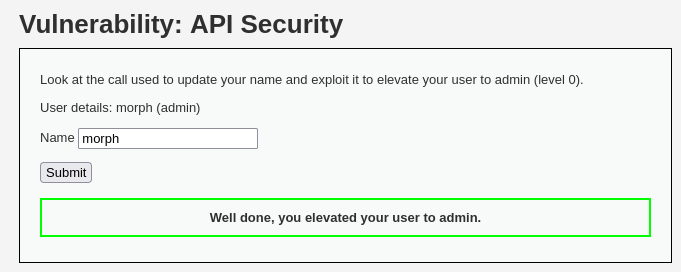 Vulnerability: API Security
Look at the call used to update your name and exploit it to elevate your user to admin (level 0).
User details: morph (admin)
Name morph
Submit
Well done, you elevated your user to admin.